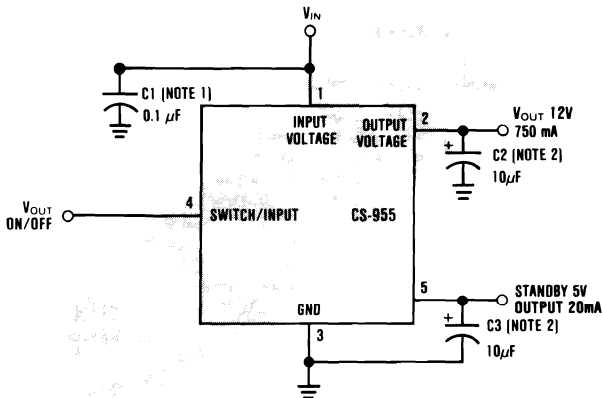 VIN
C1 (NOTE 1)
0.1 µF
1
INPUT
VOLTAGE
OUTPUT
VOLTAGE
2
VOUT 12V
750 mA
+
C2 (NOTE 2)
10µF
VOUT
ON/OFF
4
SWITCH/INPUT
CS-955
5
STANDBY 5V
OUTPUT 20mA
+
C3 (NOTE 2)
10µF
GND
3